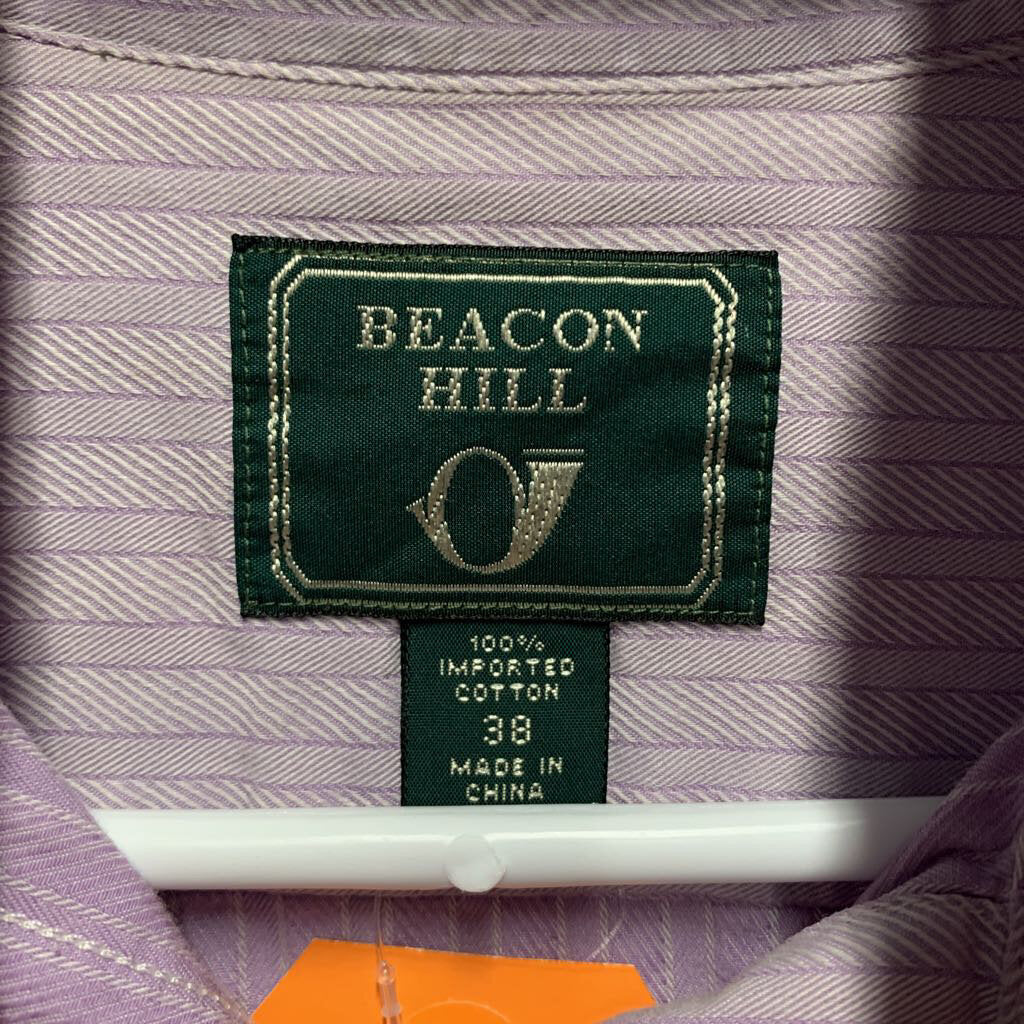 BEACON
HILL
100%
IMPORTED
COTTON
38
MADE IN
CHINA